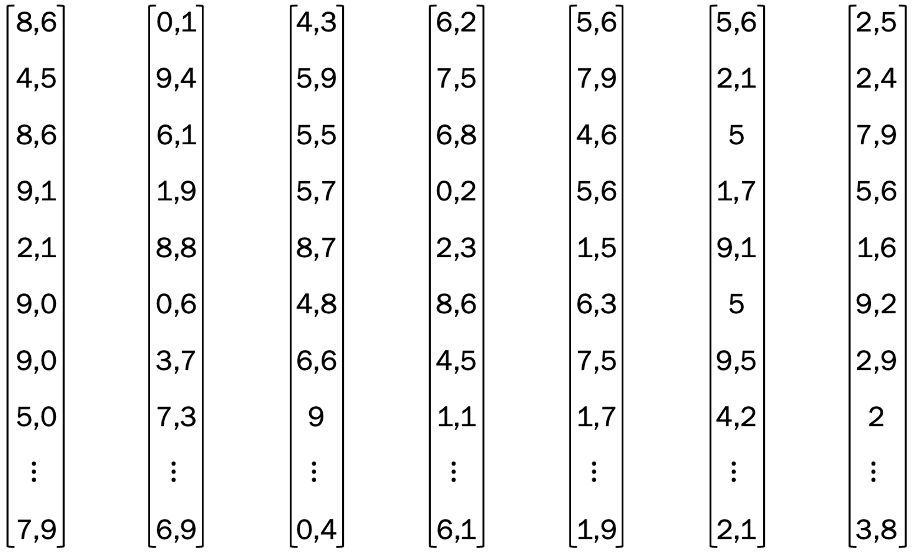 8,6 0,1 4,3 6,2 5,6 5,6 2,5
4,5 9,4 5,9 7,5 7,9 2,1 2,4
8,6 6,1 5,5 6,8 4,6 5 7,9
9,1 1,9 5,7 0,2 5,6 1,7 5,6
2,1 8,8 8,7 2,3 1,5 9,1 1,6
9,0 0,6 4,8 8,6 6,3 5 9,2
9,0 3,7 6,6 4,5 7,5 9,5 2,9
5,0 7,3 9 1,1 1,7 4,2 2
⋮ ⋮ ⋮ ⋮ ⋮ ⋮ ⋮
7,9 6,9 0,4 6,1 1,9 2,1 3,8